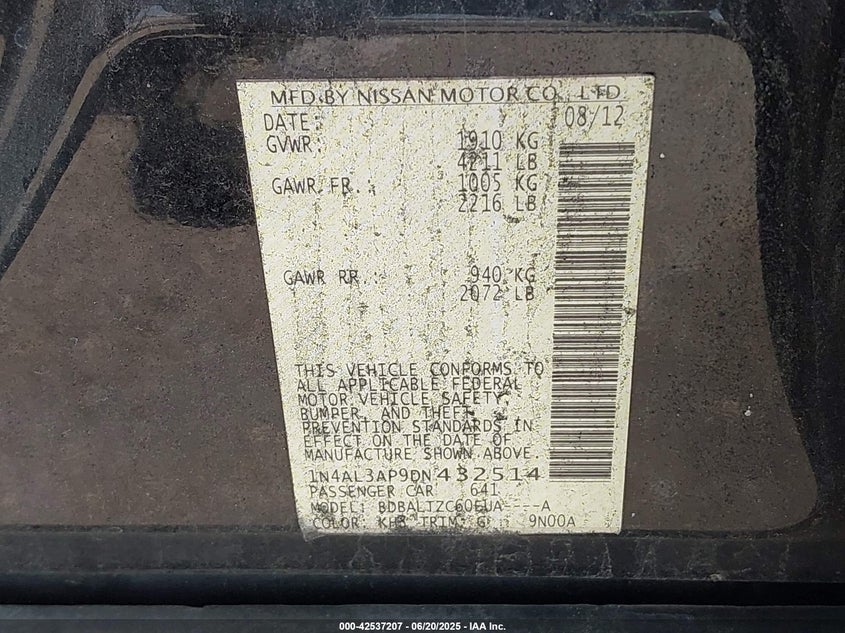 MFD.BY NISSAN MOTOR CO., LTD.
DATE: 08/12
GVWR: 1910 KG
4211 LB
GAWR FR.: 1005 KG
2216 LB
GAWR RR.: 940 KG
2072 LB
THIS VEHICLE CONFORMS TO
ALL APPLICABLE FEDERAL
MOTOR VEHICLE SAFETY,
BUMPER, AND THEFT
PREVENTION STANDARDS IN
EFFECT ON THE DATE OF
MANUFACTURE SHOWN ABOVE.
1N4AL3AP9DN432514
PASSENGER CAR 641
MODEL: BDBALTZC60EUA----A
COLOR: KH3 TRIM: G 9N00A
000-42537207 - 06/20/2025 - IAA Inc.